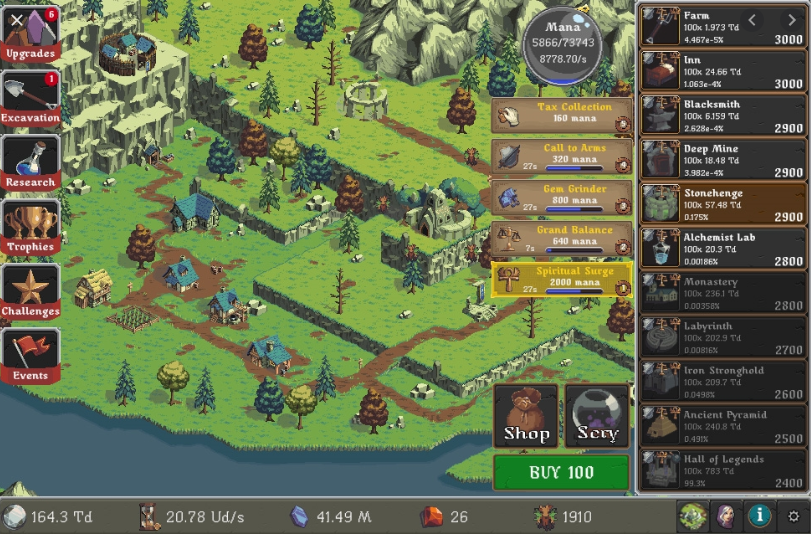 6
Upgrades
1
Excavation
Research
Trophies
Challenges
Events
Mana
5866/73743
8778.70/s
Tax Collection
160 mana
Call to Arms
320 mana
27s
Gem Grinder
800 mana
27s
Grand Balance
640 mana
7s
Spiritual Surge
2000 mana
27s
Shop
Scry
BUY 100
Farm
100x 1.973 Td
4.467e-5%
3000
Inn
100x 24.66 Td
1.063e-4%
3000
Blacksmith
100x 6.159 Td
2.628e-4%
2900
Deep Mine
100x 18.48 Td
3.982e-4%
2900
Stonehenge
100x 57.48 Td
0.175%
2900
Alchemist Lab
100x 20.9 Td
0.00186%
2800
Monastery
100x 236.1 Td
0.00358%
2800
Labyrinth
100x 202.9 Td
0.00816%
2700
Iron Stronghold
100x 209.7 Td
0.0498%
2600
Ancient Pyramid
100x 240.8 Td
0.491%
2500
Hall of Legends
100x 783 Td
99.3%
2400
164.3 Td
20.78 Ud/s
41.49 M
26
1910